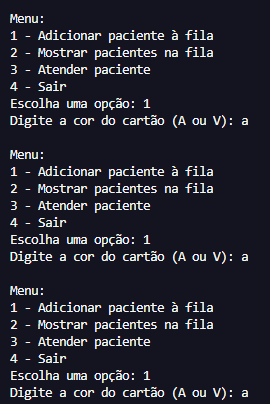 Menu:
1 - Adicionar paciente à fila
2 - Mostrar pacientes na fila
3 - Atender paciente
4 - Sair
Escolha uma opção: 1
Digite a cor do cartão (A ou V): a
Menu:
1 - Adicionar paciente à fila
2 - Mostrar pacientes na fila
3 - Atender paciente
4 - Sair
Escolha uma opção: 1
Digite a cor do cartão (A ou V): a
Menu:
1 - Adicionar paciente à fila
2 - Mostrar pacientes na fila
3 - Atender paciente
4 - Sair
Escolha uma opção: 1
Digite a cor do cartão (A ou V): a